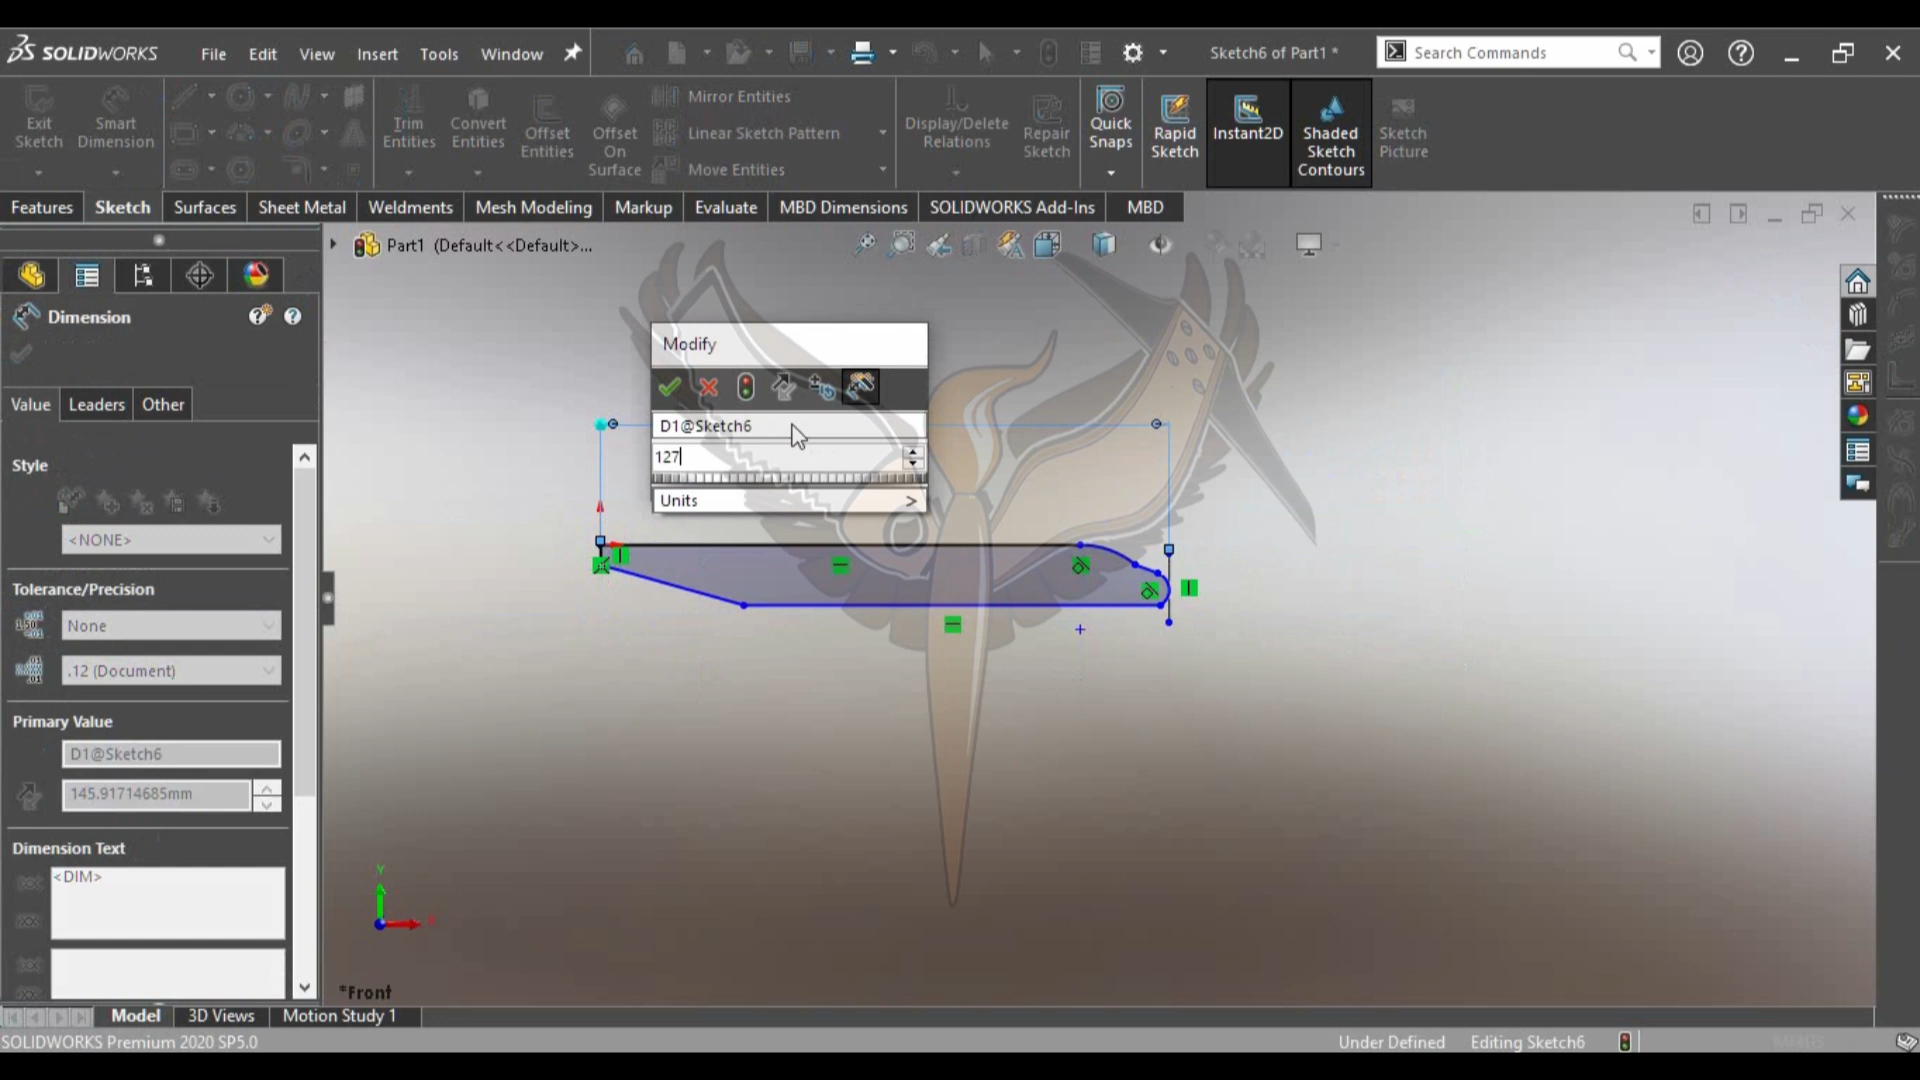 SOLIDWORKS File Edit View Insert Tools Window Sketch6 of Part1 * Search Commands
Exit Sketch
Smart Dimension
Trim Entities
Convert Entities
Offset Entities
Offset On Surface
Mirror Entities
Linear Sketch Pattern
Move Entities
Display/Delete Relations
Repair Sketch
Quick Snaps
Rapid Sketch
Instant2D
Shaded Sketch Contours
Sketch Picture
Features Sketch Surfaces Sheet Metal Weldments Mesh Modeling Markup Evaluate MBD Dimensions SOLIDWORKS Add-Ins MBD
Part1 (Default<<Default>...
Dimension
Value Leaders Other
Style
<NONE>
Tolerance/Precision
None
.12 (Document)
Primary Value
D1@Sketch6
145.91714685mm
Dimension Text
<DIM>
Modify
D1@Sketch6
127
Units >
Y
*Front
Model 3D Views Motion Study 1
SOLIDWORKS Premium 2020 SP5.0 Under Defined Editing Sketch6